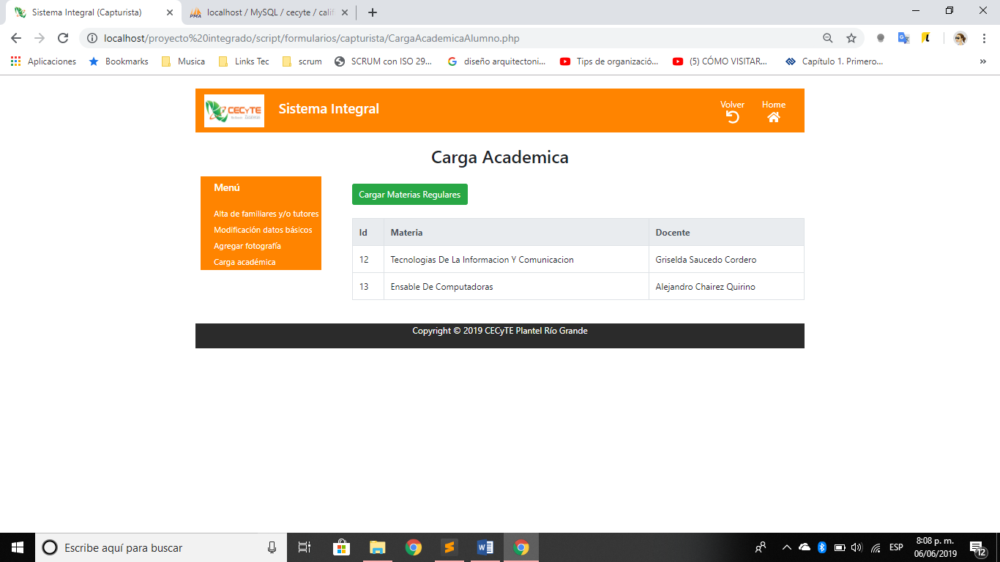 Sistema Integral (Capturista)
localhost / MySQL / cecyte / calif
localhost/proyecto%20integrado/script/formularios/capturista/CargaAcademicaAlumno.php
Aplicaciones Bookmarks Musica Links Tec scrum SCRUM con ISO 29... diseño arquitectoni... Tips de organizació... (5) CÓMO VISITAR... Capítulo 1. Primero... »
CECyTE
Sistema Integral
Volver Home
Carga Academica
Menú
Alta de familiares y/o tutores
Modificación datos básicos
Agregar fotografía
Carga académica
Cargar Materias Regulares
Id Materia Docente
12 Tecnologias De La Informacion Y Comunicacion Griselda Saucedo Cordero
13 Ensable De Computadoras Alejandro Chairez Quirino
Copyright © 2019 CECyTE Plantel Río Grande
Escribe aquí para buscar
ESP
8:08 p. m.
06/06/2019
12